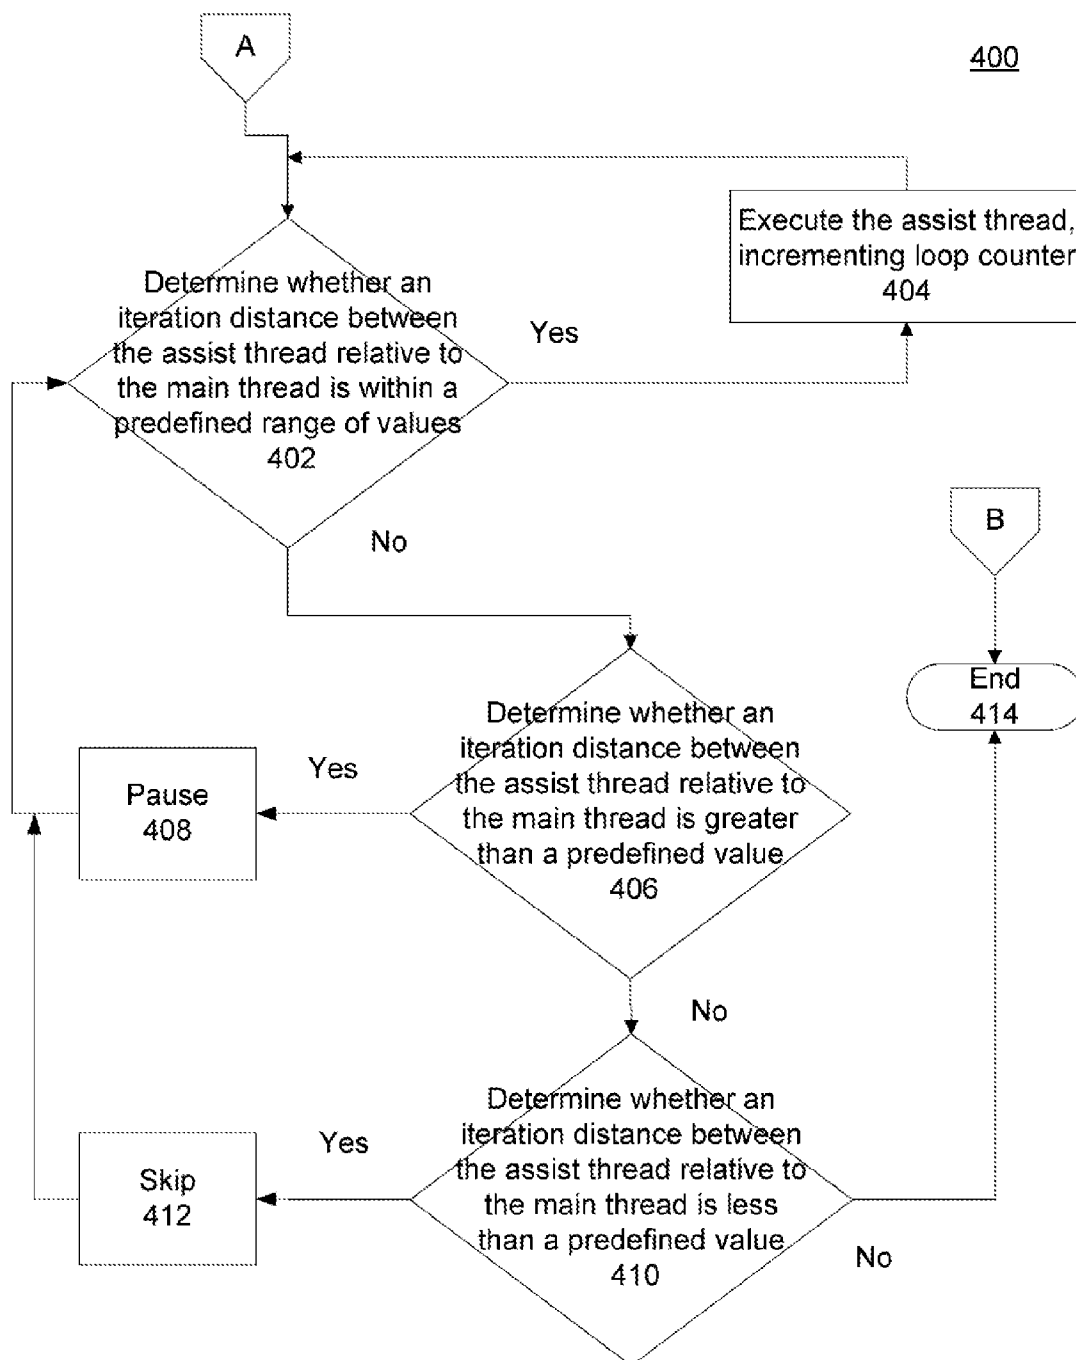 A
400
Execute the assist thread,
incrementing loop counter
404
Determine whether an
iteration distance between
the assist thread relative to
the main thread is within a
predefined range of values
402
Yes
No
B
End
414
Determine whether an
iteration distance between
the assist thread relative to
the main thread is greater
than a predefined value
406
Yes
Pause
408
No
Determine whether an
iteration distance between
the assist thread relative to
the main thread is less
than a predefined value
410
Yes
Skip
412
No